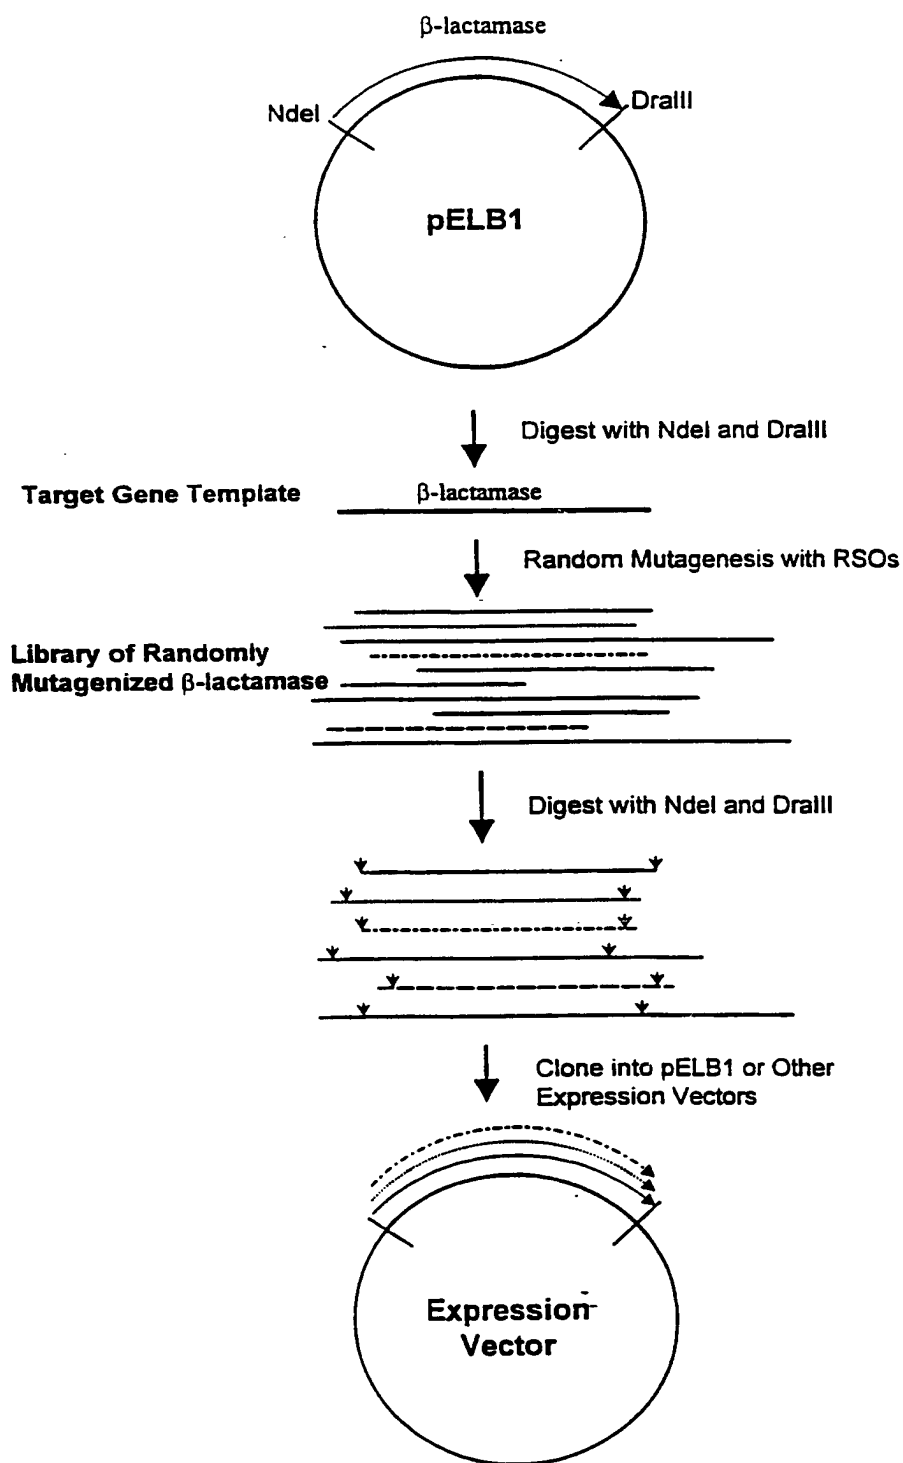 β-lactamase
NdeI
DraIII
pELB1
Digest with NdeI and DraIII
Target Gene Template
β-lactamase
Random Mutagenesis with RSOs
Library of Randomly
Mutagenized β-lactamase
Digest with NdeI and DraIII
Clone into pELB1 or Other
Expression Vectors
Expression
Vector